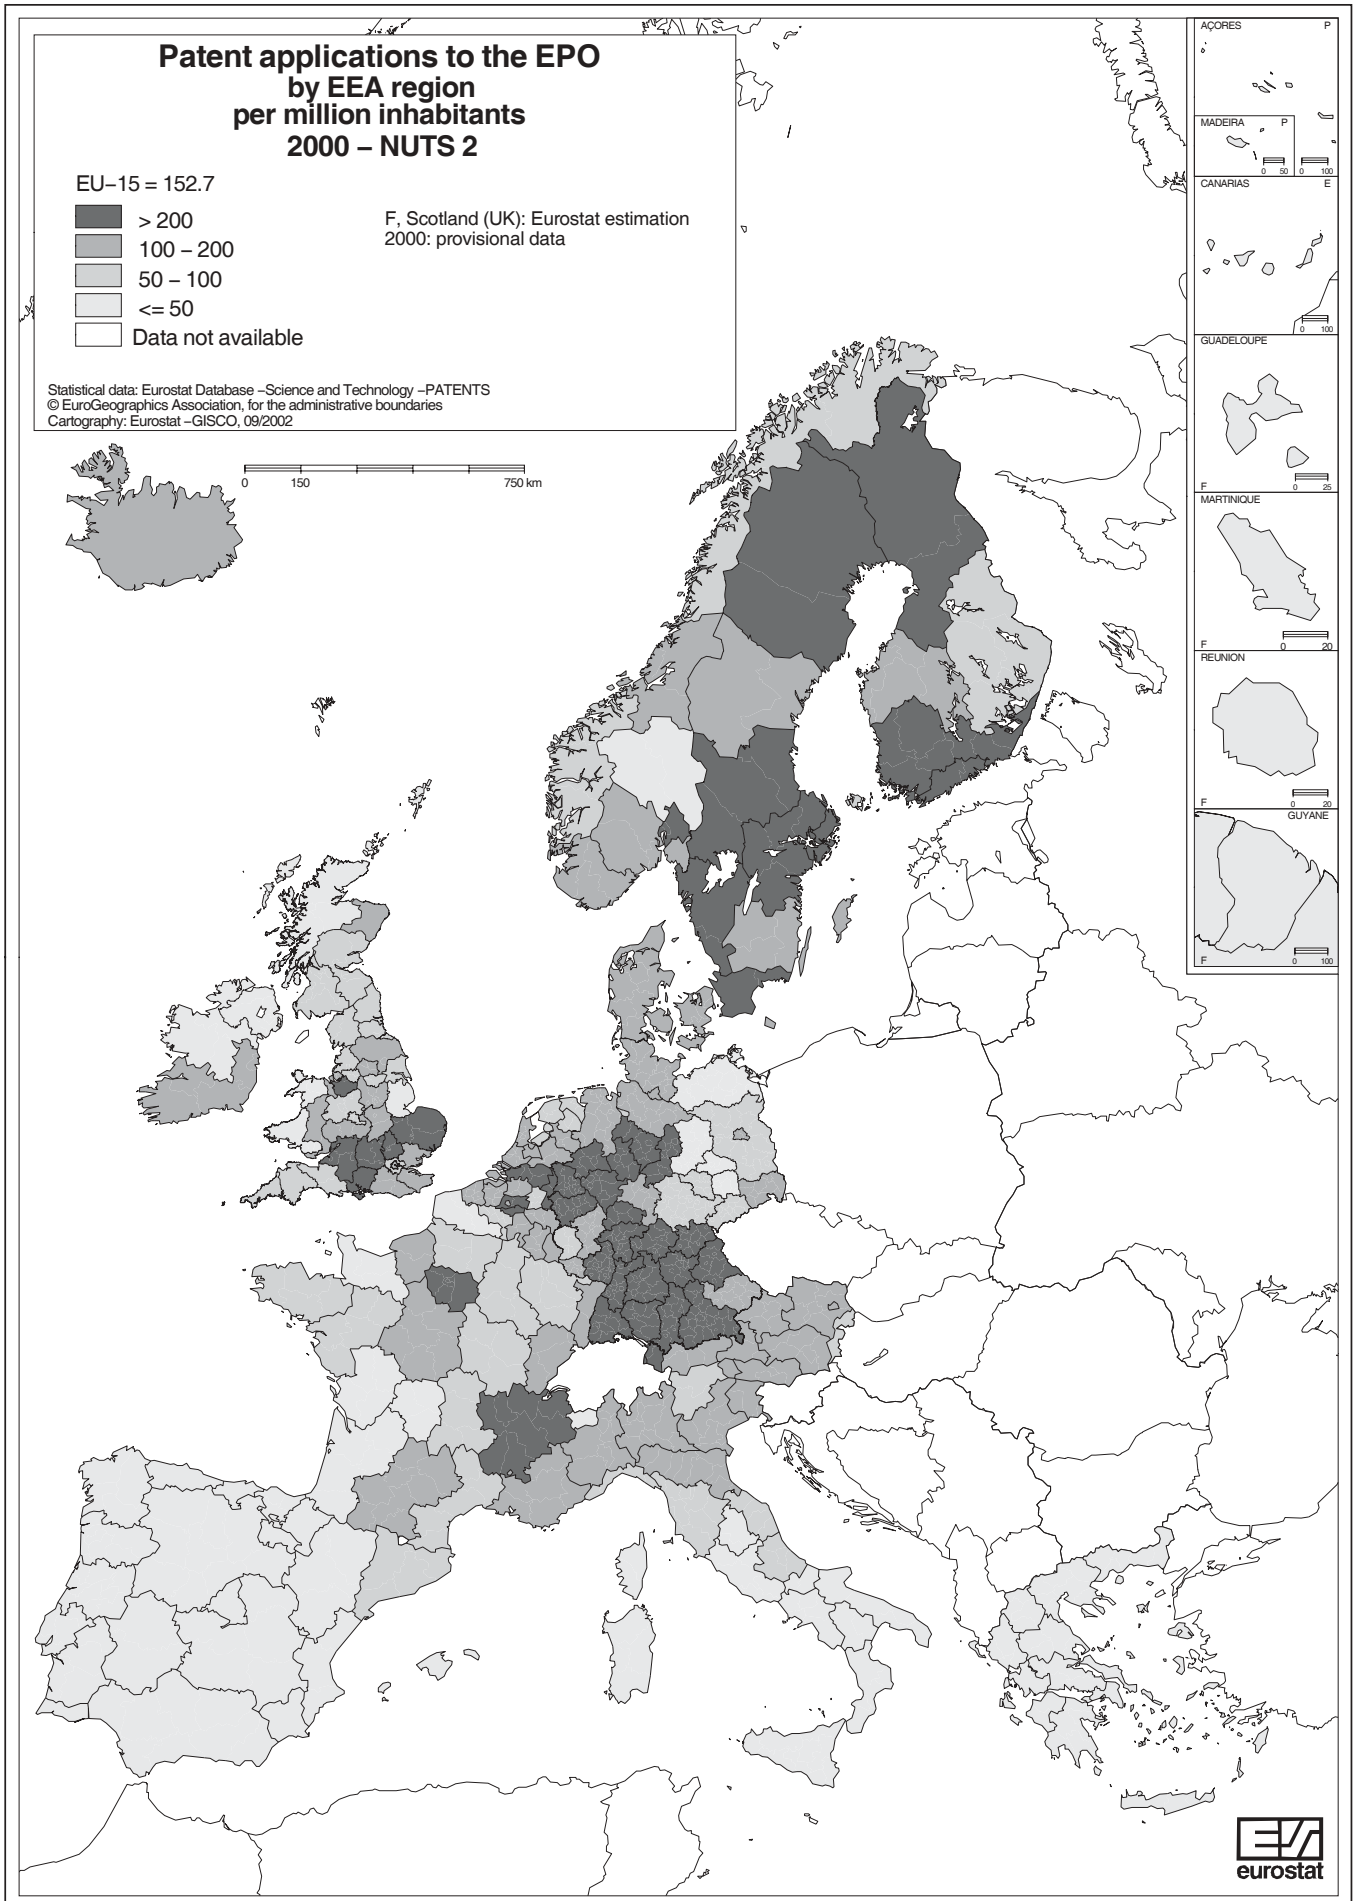 Patent applications to the EPO
by EEA region
per million inhabitants
2000 – NUTS 2
EU–15 = 152.7
> 200
100 – 200
50 – 100
<= 50
Data not available
F, Scotland (UK): Eurostat estimation
2000: provisional data
Statistical data: Eurostat Database –Science and Technology –PATENTS
© EuroGeographics Association, for the administrative boundaries
Cartography: Eurostat –GISCO, 09/2002
0 150 750 km
AÇORES P
MADEIRA P
0 50
0 100
CANARIAS E
0 100
GUADELOUPE
F 0 25
MARTINIQUE
F 0 20
REUNION
F 0 20
GUYANE
F 0 100
eurostat